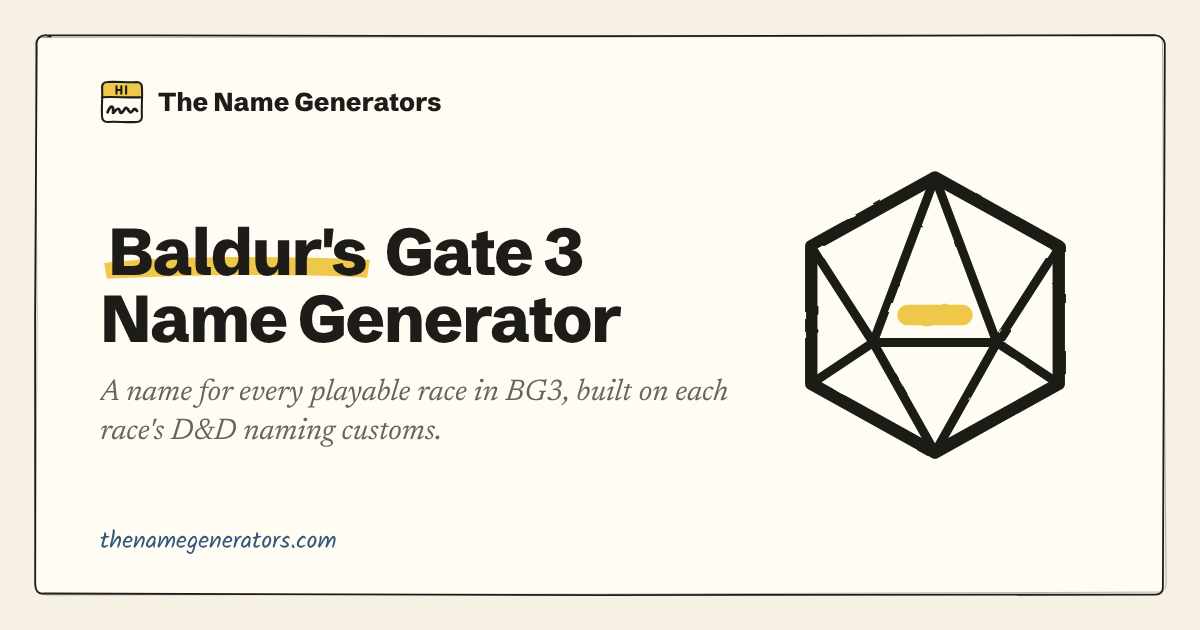 HI
The Name Generators
Baldur's Gate 3
Name Generator
A name for every playable race in BG3, built on each
race's D&D naming customs.
thenamegenerators.com